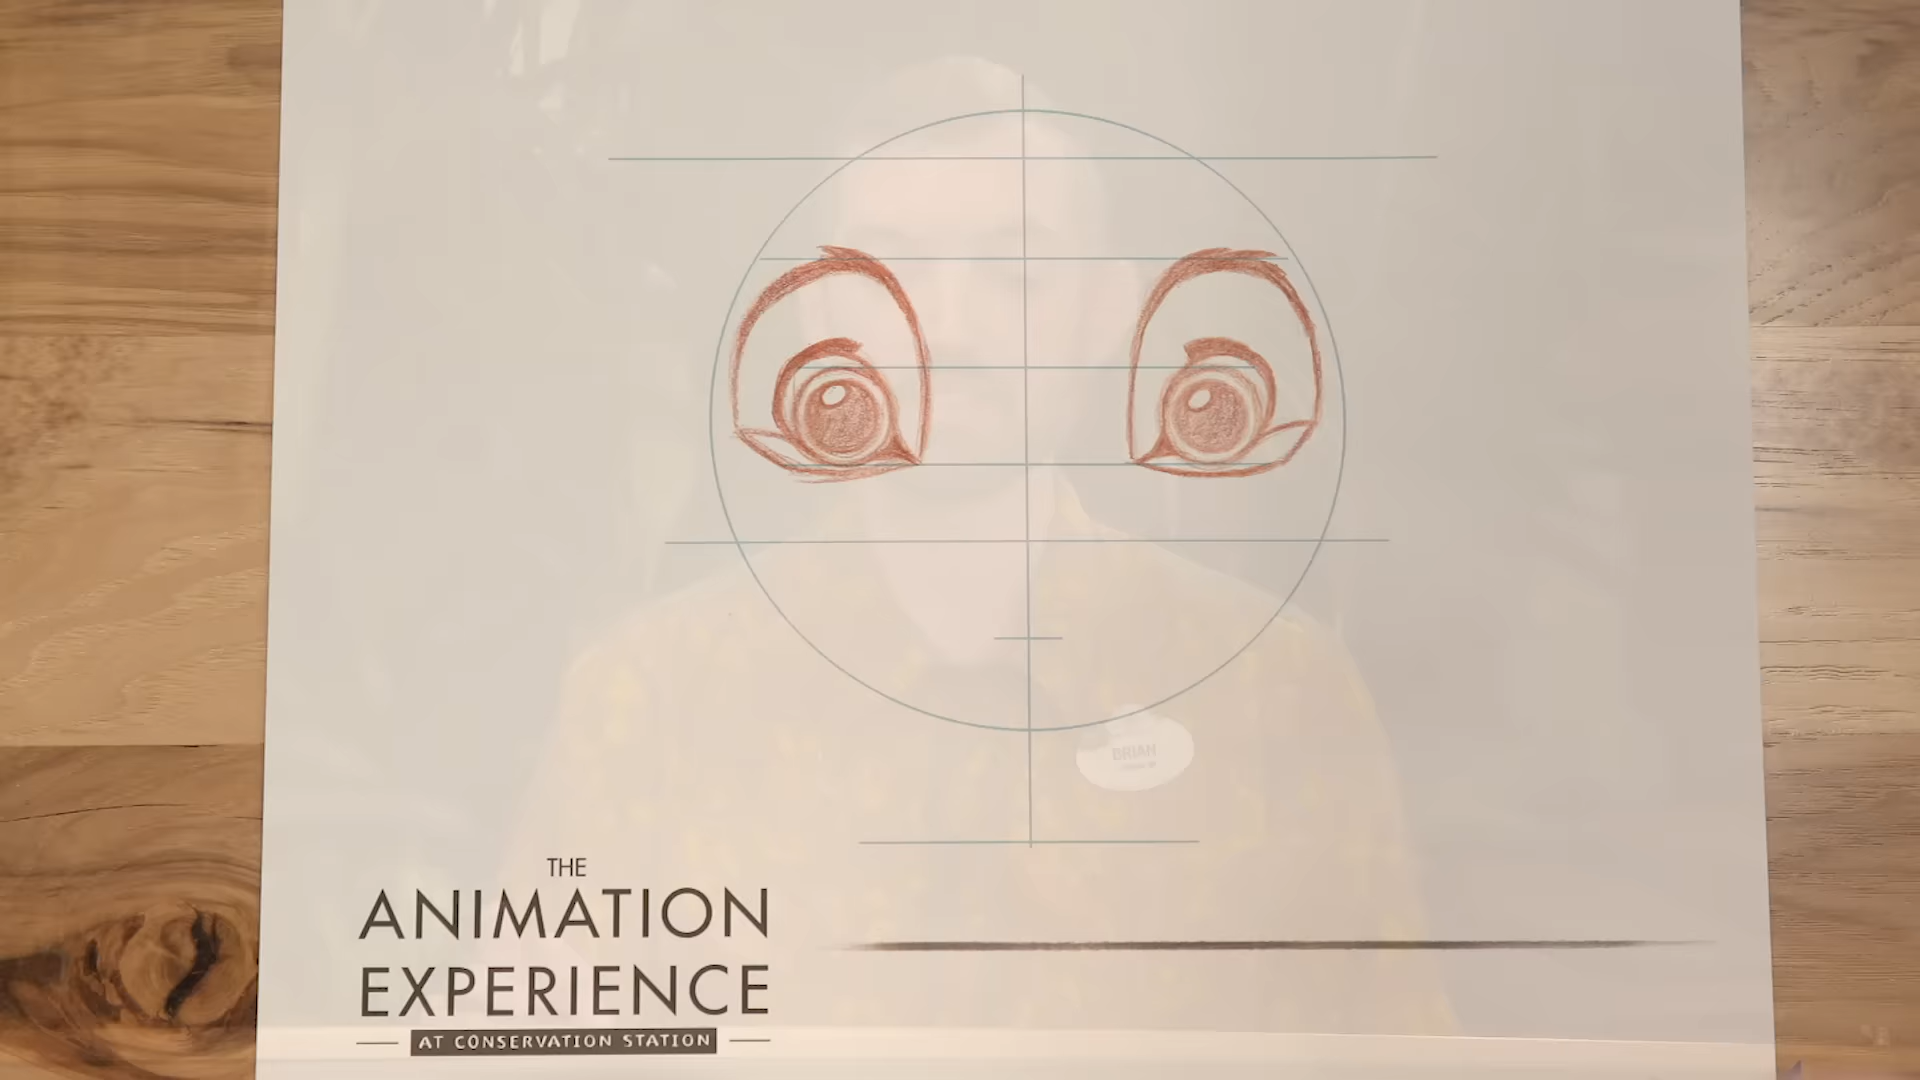 BRIAN
THE
ANIMATION
EXPERIENCE
AT CONSERVATION STATION